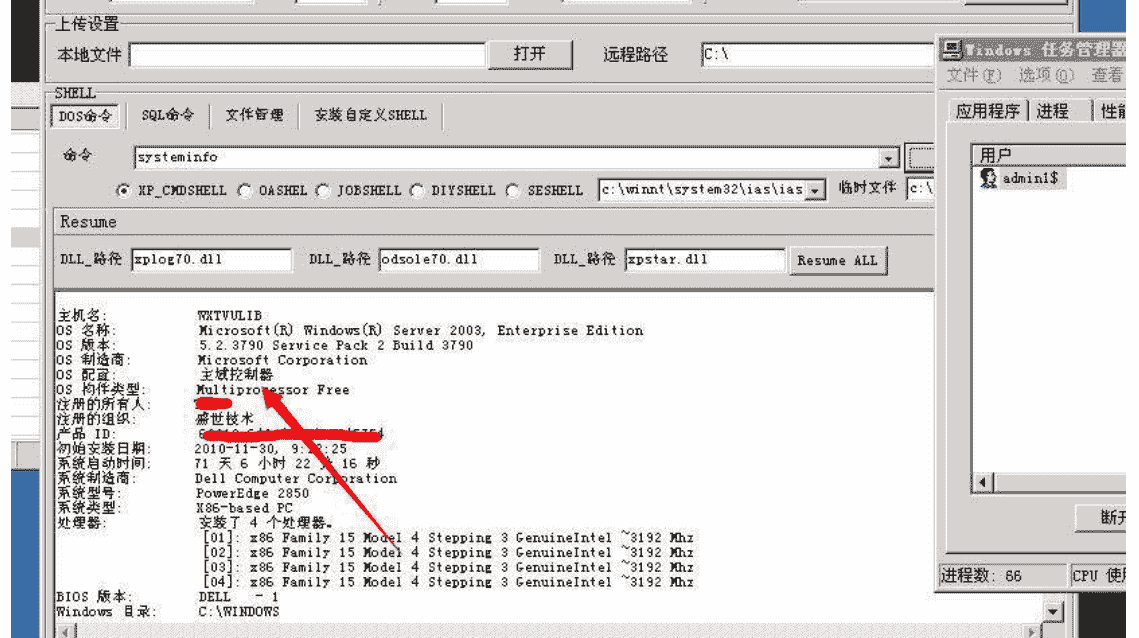 上传设置
本地文件 打开 远程路径 C:\
SHELL
DOS命令 SQL命令 文件管理 安装自定义SHELL
命令 systeminfo
XP_CMDSHELL OASHEL JOBSHELL DIYSHELL SESHELL c:\winnt\system32\ias\ias 临时文件 c:\
Resume
DLL_路径 xplog70.dll DLL_路径 odsole70.dll DLL_路径 xpstar.dll Resume ALL
主机名: WXTVULIB
OS 名称: Microsoft(R) Windows(R) Server 2003, Enterprise Edition
OS 版本: 5.2.3790 Service Pack 2 Build 3790
OS 制造商: Microsoft Corporation
OS 配置: 主域控制器
OS 构件类型: Multiprocessor Free
注册的所有人:
注册的组织: 盛世技术
产品 ID:
初始安装日期: 2010-11-30,
系统启动时间: 71 天 6 小时 22 分 16 秒
系统制造商: Dell Computer Corporation
系统型号: PowerEdge 2850
系统类型: X86-based PC
处理器: 安装了 4 个处理器。
[01]: x86 Family 15 Model 4 Stepping 3 GenuineIntel ~3192 Mhz
[02]: x86 Family 15 Model 4 Stepping 3 GenuineIntel ~3192 Mhz
[03]: x86 Family 15 Model 4 Stepping 3 GenuineIntel ~3192 Mhz
[04]: x86 Family 15 Model 4 Stepping 3 GenuineIntel ~3192 Mhz
BIOS 版本: DELL - 1
Windows 目录: C:\WINDOWS
Windows 任务管理器
文件(F) 选项(O) 查看
应用程序 进程 性能
用户
admin1$
断开
进程数: 66 CPU 使用